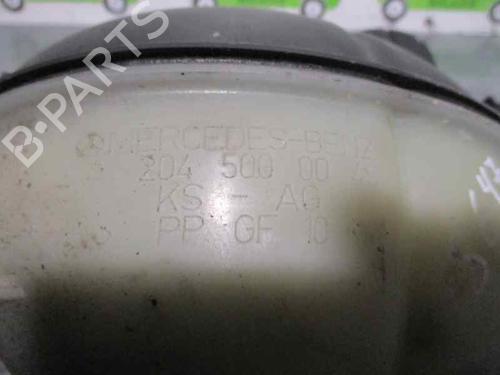 MERCEDES-BENZ
204 500 00
KS - AG
PP GF 10
B-PARTS